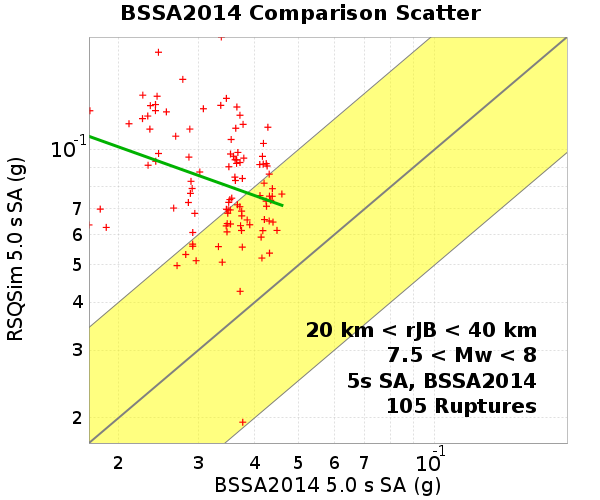 BSSA2014 Comparison Scatter
RSQSim 5.0 s SA (g)
10-1
7
6
5
4
3
2
20 km < rJB < 40 km
7.5 < Mw < 8
5s SA, BSSA2014
105 Ruptures
2 3 4 5 6 7 10-1
BSSA2014 5.0 s SA (g)